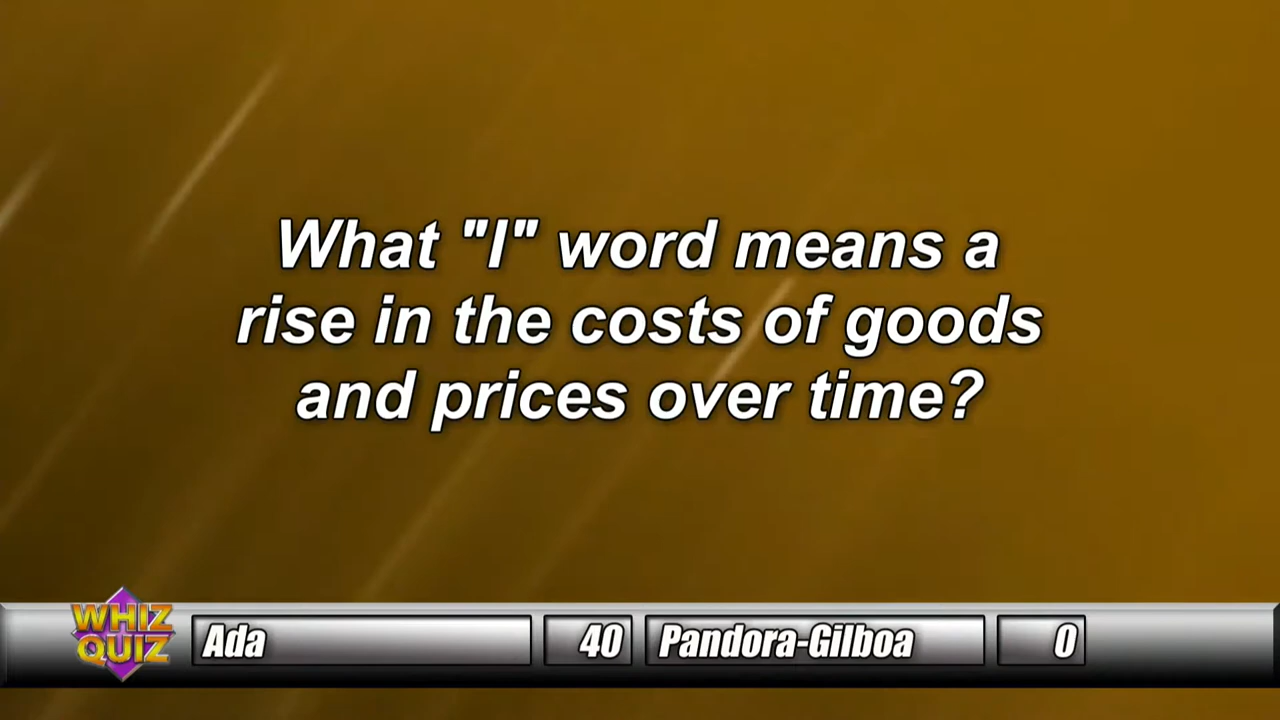 What "I" word means a
rise in the costs of goods
and prices over time?
WHIZ
QUIZ
Ada 40 Pandora-Gilboa 0